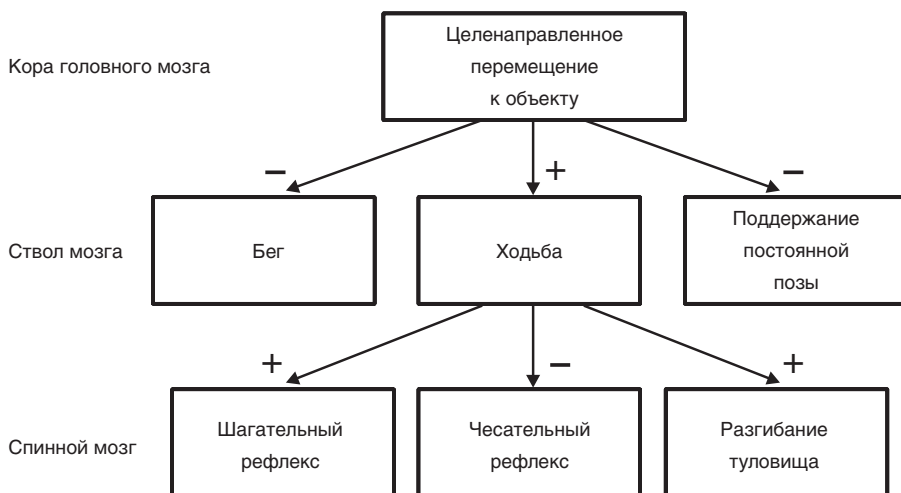 Кора головного мозга
Целенаправленное
перемещение
к объекту
− + −
Ствол мозга
Бег
Ходьба
Поддержание
постоянной
позы
+ − +
Спинной мозг
Шагательный
рефлекс
Чесательный
рефлекс
Разгибание
туловища